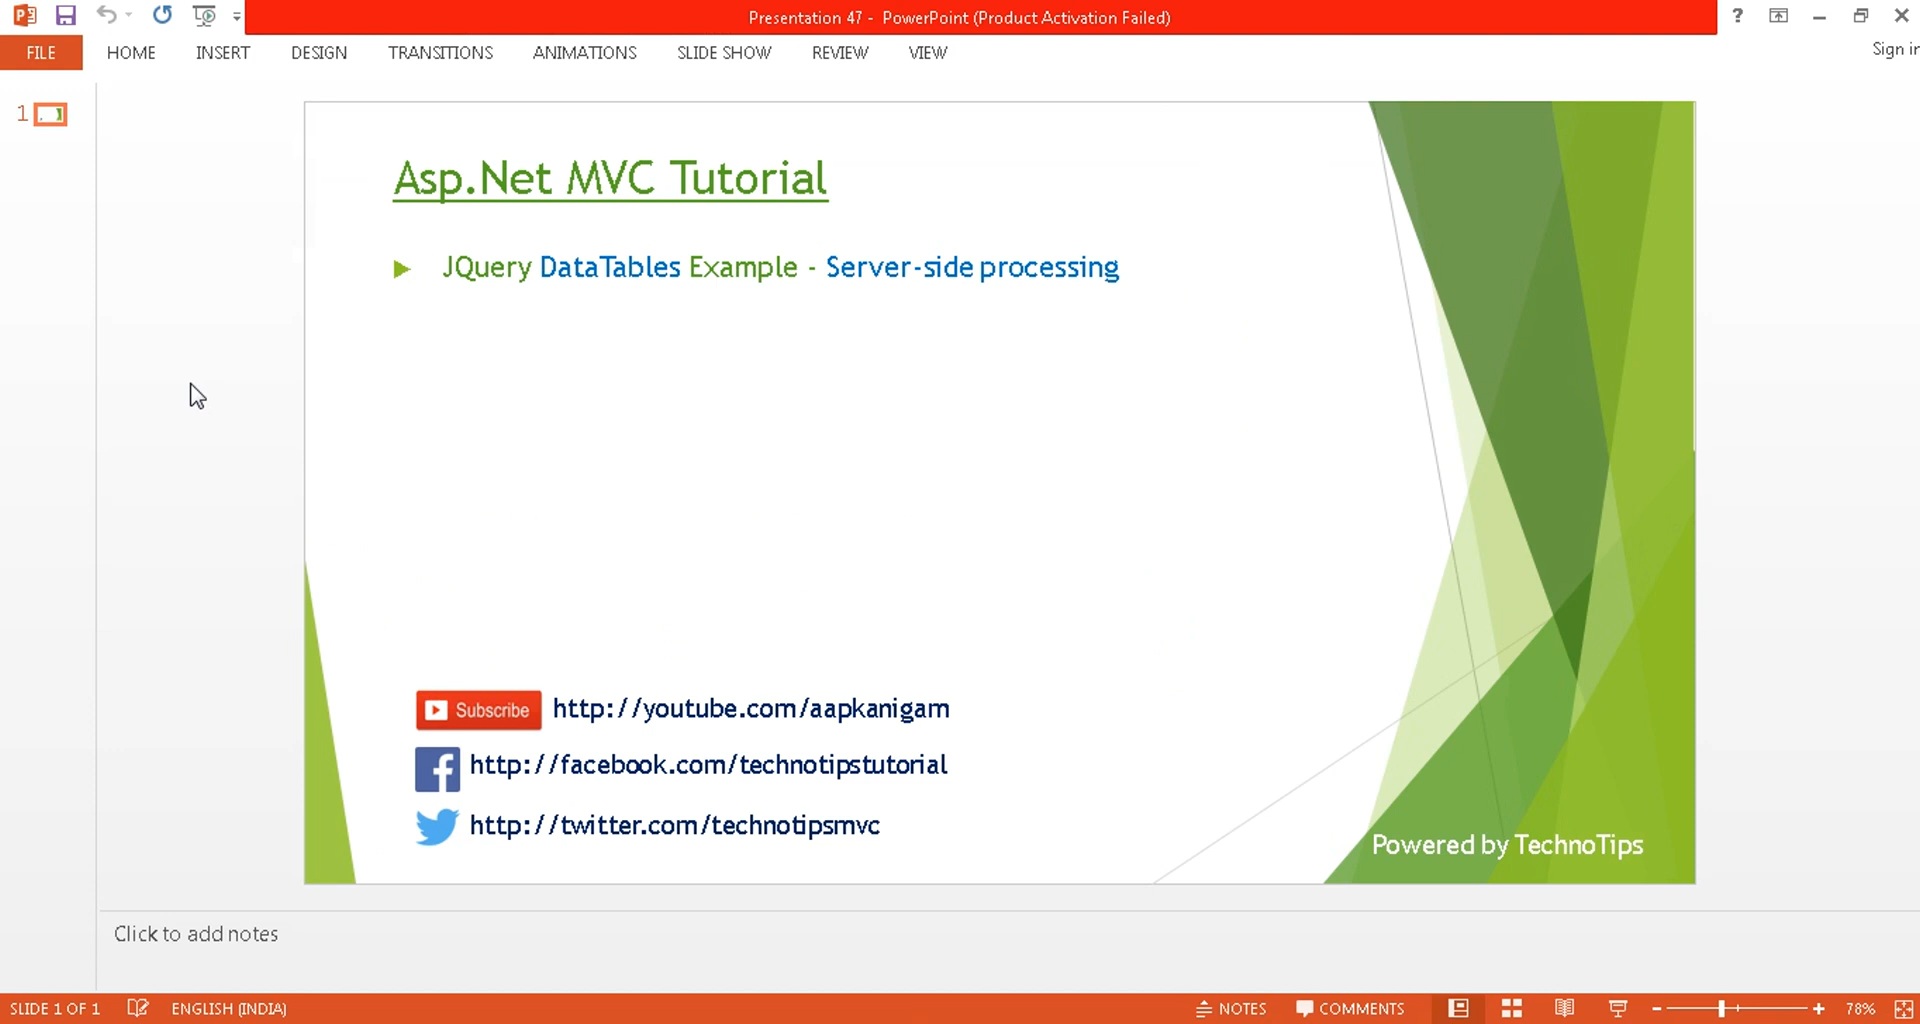 Presentation 47 - PowerPoint (Product Activation Failed)
?
FILE HOME INSERT DESIGN TRANSITIONS ANIMATIONS SLIDE SHOW REVIEW VIEW
Sign in
1
Asp.Net MVC Tutorial
JQuery DataTables Example - Server-side processing
Subscribe http://youtube.com/aapkanigam
http://facebook.com/technotipstutorial
http://twitter.com/technotipsmvc
Powered by TechnoTips
Click to add notes
SLIDE 1 OF 1 ENGLISH (INDIA) NOTES COMMENTS 78%